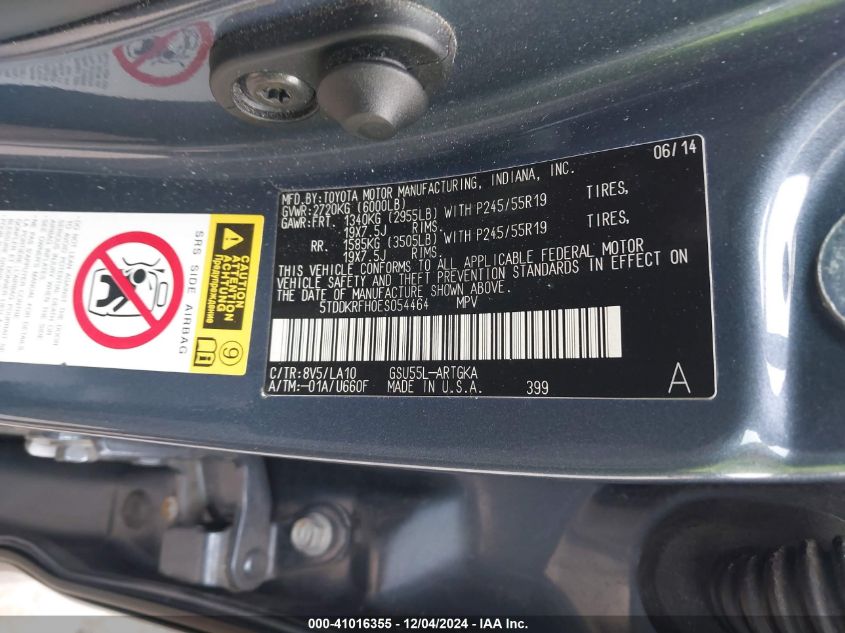 06/14
MFD.BY:TOYOTA MOTOR MANUFACTURING, INDIANA, INC.
GVWR:2720KG (6000LB)
GAWR:FRT. 1340KG (2955LB) WITH P245/55R19 TIRES,
19X7.5J RIMS,
RR. 1585KG (3505LB) WITH P245/55R19 TIRES,
19X7.5J RIMS,
THIS VEHICLE CONFORMS TO ALL APPLICABLE FEDERAL MOTOR
VEHICLE SAFETY AND THEFT PREVENTION STANDARDS IN EFFECT ON
THE DATE OF MANUFACTURE SHOWN ABOVE.
5TDDKRFH0ES054464 MPV
C/TR:8V5/LA10 GSU55L-ARTGKA
A/TM:-01A/U660F MADE IN U.S.A. 399 A
SRS SIDE AIRBAG
ATTENTION
ACHTUNG
9
000-41016355 - 12/04/2024 - IAA Inc.